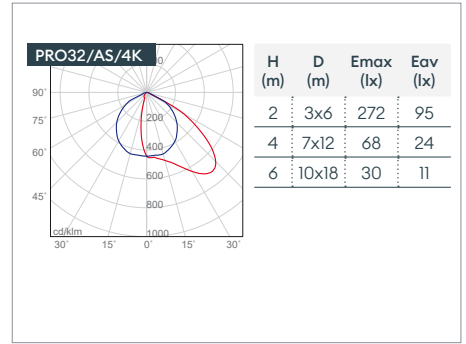 PRO32/AS/4K
90°
75°
60°
45°
200
400
600
800
1000
cd/klm
30° 15° 0° 15° 30°
H D Emax Eav
(m) (m) (lx) (lx)
2 3x6 272 95
4 7x12 68 24
6 10x18 30 11